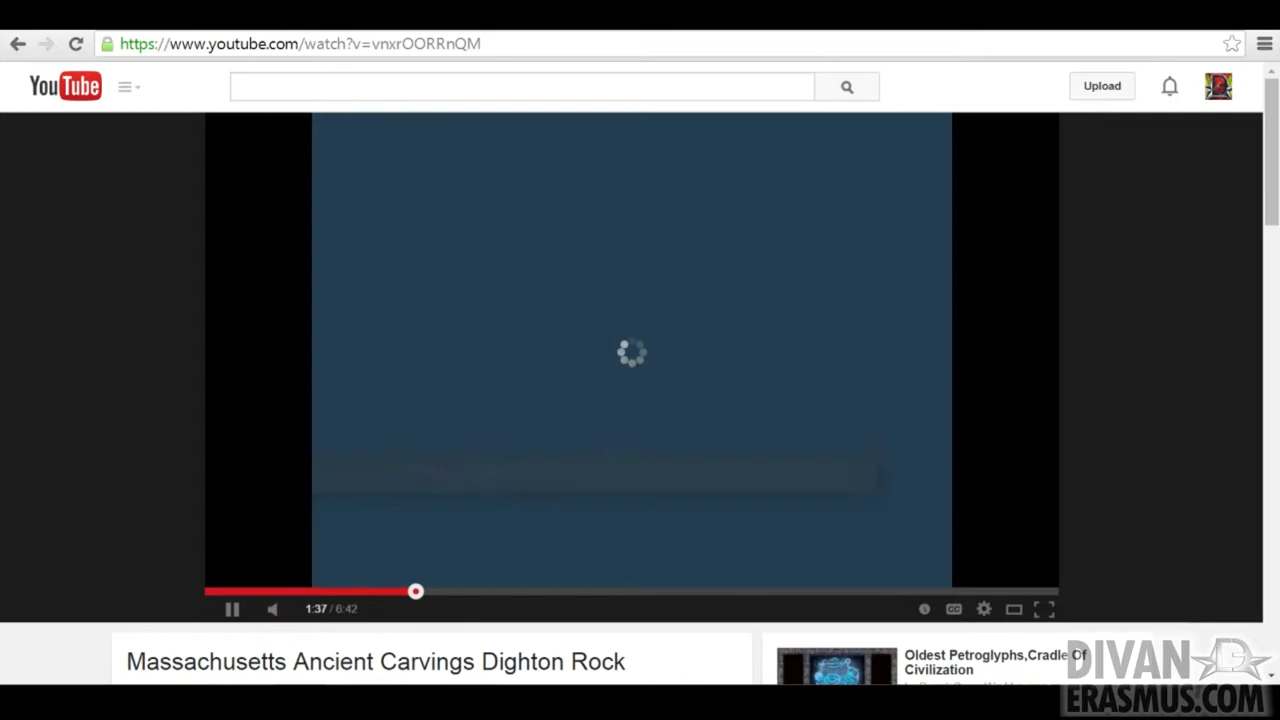 https://www.youtube.com/watch?v=vnxrOORRnQM
YouTube
Upload
1:37 / 6:42
CC
Massachusetts Ancient Carvings Dighton Rock
Oldest Petroglyphs,Cradle Of
Civilization
DIVAN
ERASMUS.COM